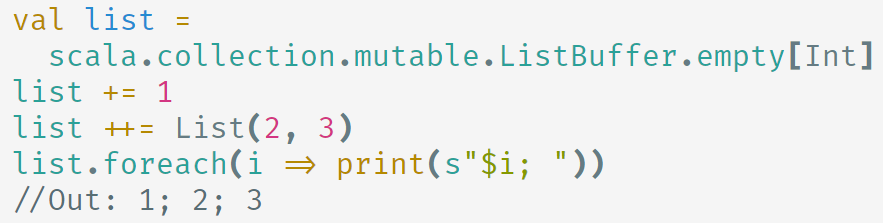 val list =
  scala.collection.mutable.ListBuffer.empty[Int]
list += 1
list ++= List(2, 3)
list.foreach(i => print(s"$i; "))
//Out: 1; 2; 3